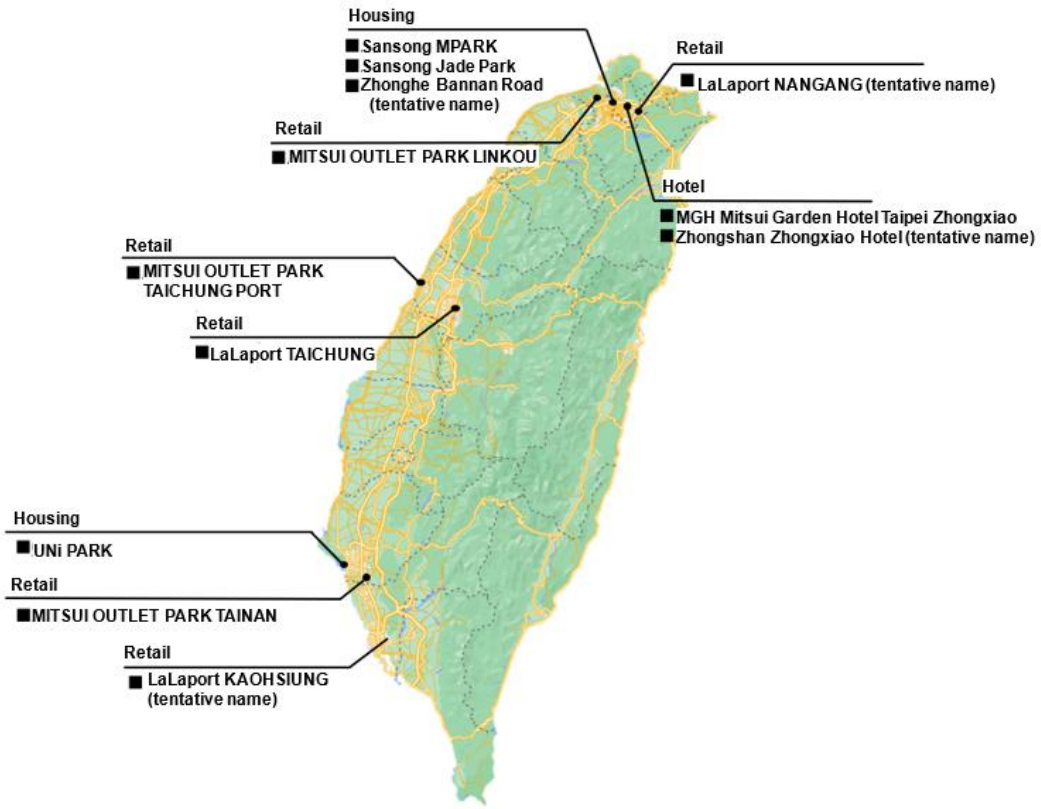 Housing
■ Sansong MPARK
■ Sansong Jade Park
■ Zhonghe Bannan Road
(tentative name)
Retail
■ LaLaport NANGANG (tentative name)
Retail
■ MITSUI OUTLET PARK LINKOU
Hotel
■ MGH Mitsui Garden Hotel Taipei Zhongxiao
■ Zhongshan Zhongxiao Hotel (tentative name)
Retail
■ MITSUI OUTLET PARK
TAICHUNG PORT
Retail
■ LaLaport TAICHUNG
Housing
■ UNi PARK
Retail
■ MITSUI OUTLET PARK TAINAN
Retail
■ LaLaport KAOHSIUNG
(tentative name)